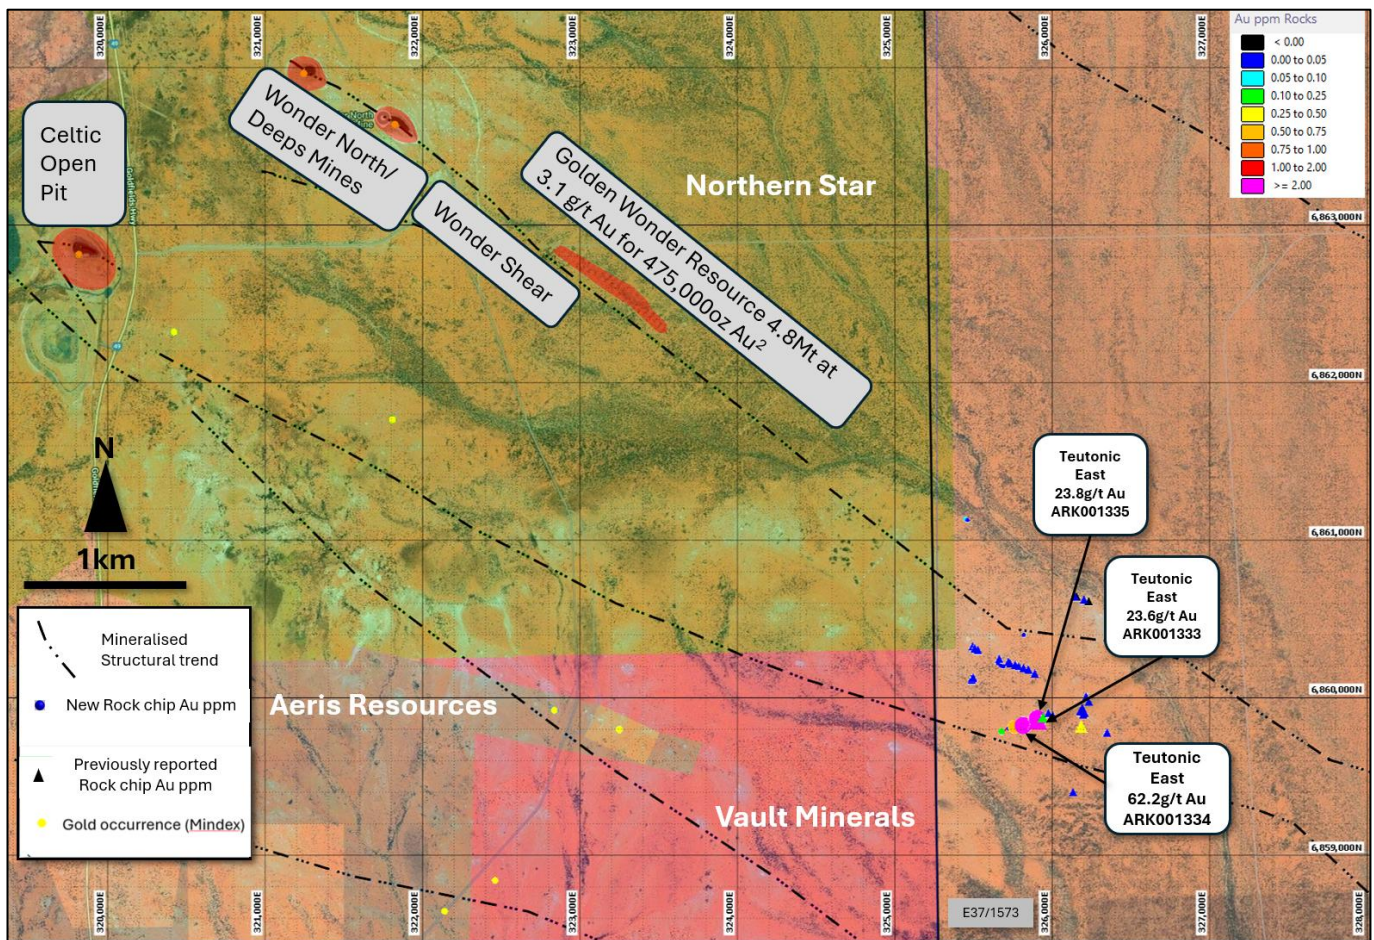 320,000E
321,000E
322,000E
323,000E
324,000E
325,000E
326,000E
327,000E
Au ppm Rocks
< 0.00
0.00 to 0.05
0.05 to 0.10
0.10 to 0.25
0.25 to 0.50
0.50 to 0.75
0.75 to 1.00
1.00 to 2.00
>= 2.00
Celtic
Open
Pit
Wonder North/
Deeps Mines
Wonder Shear
Golden Wonder Resource 4.8Mt at
3.1 g/t Au for 475,000oz Au²
Northern Star
Goldfields Hwy
49
49
6,863,000N
6,862,000N
6,861,000N
6,860,000N
6,859,000N
N
1km
Teutonic
East
23.8g/t Au
ARK001335
Teutonic
East
23.6g/t Au
ARK001333
Teutonic
East
62.2g/t Au
ARK001334
Mineralised
Structural trend
New Rock chip Au ppm
Previously reported
Rock chip Au ppm
Gold occurrence (Mindex)
Aeris Resources
Vault Minerals
E37/1573
320,000E
321,000E
322,000E
323,000E
324,000E
325,000E
326,000E
327,000E
328,000E